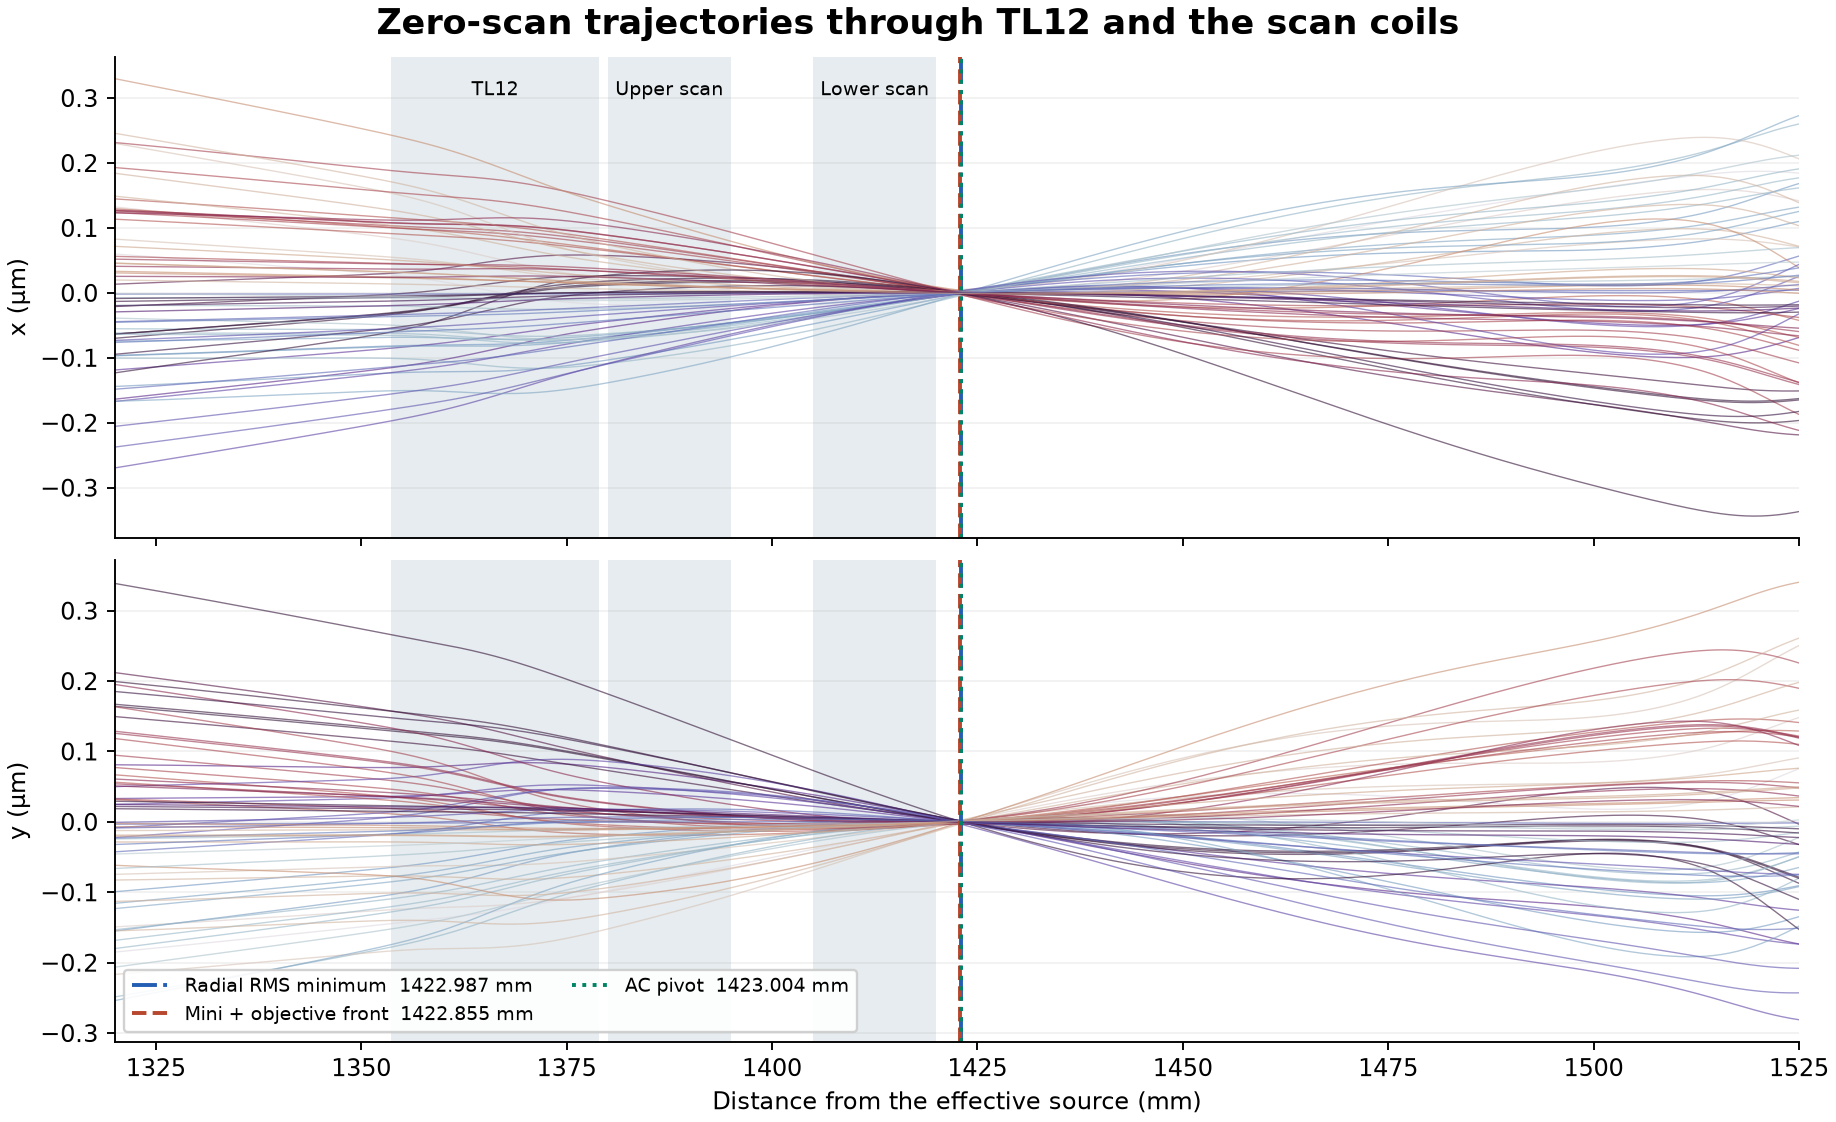 Zero-scan trajectories through TL12 and the scan coils
TL12
Upper scan
Lower scan
x (µm)
0.3
0.2
0.1
0.0
−0.1
−0.2
−0.3
y (µm)
0.3
0.2
0.1
0.0
−0.1
−0.2
−0.3
Radial RMS minimum 1422.987 mm
Mini + objective front 1422.855 mm
AC pivot 1423.004 mm
1325
1350
1375
1400
1425
1450
1475
1500
1525
Distance from the effective source (mm)